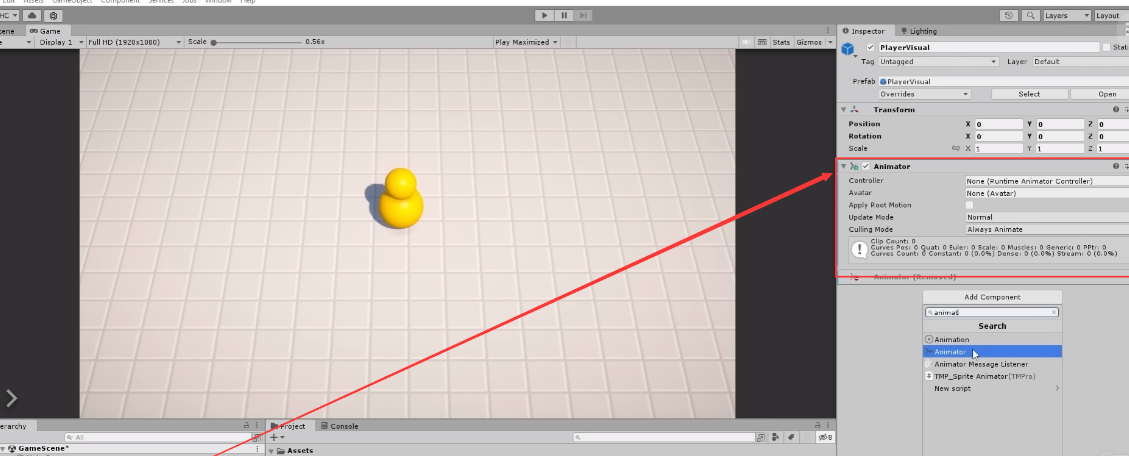 Edit Assets GameObject Component Services Jobs Window Help
Layers
Layout
Game
Inspector
Lighting
Display 1
Full HD (1920x1080)
Scale
0.56x
Play Maximized
Stats
Gizmos
PlayerVisual
Tag
Untagged
Layer
Default
Prefab
PlayerVisual
Overrides
Select
Open
Transform
Position
X 0
Y 0
Z 0
Rotation
X 0
Y 0
Z 0
Scale
X 1
Y 1
Z 1
Animator
Controller
None (Runtime Animator Controller)
Avatar
None (Avatar)
Apply Root Motion
Update Mode
Normal
Culling Mode
Always Animate
Clip Count: 0
Curves Pos: 0 Quat: 0 Euler: 0 Scale: 0 Muscles: 0 Generic: 0 PPtr: 0
Curves Count: 0 Constant: 0 (0.0%) Dense: 0 (0.0%) Stream: 0 (0.0%)
Animator (Removed)
Add Component
animat
Search
Animation
Animator
Animator Message Listener
TMP_Sprite Animator(TMPro)
New script
Project
Console
All
8
GameScene*
Assets